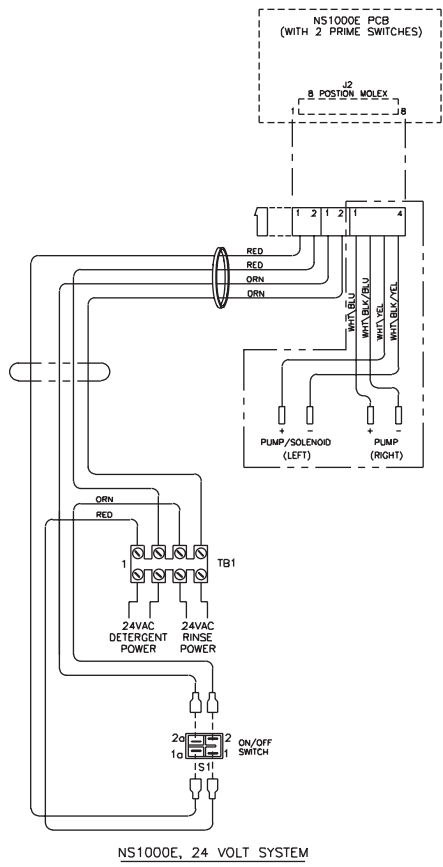 NS1000E PCB
(WITH 2 PRIME SWITCHES)
J2
8 POSTION MOLEX
1 8
1 2 1 2 1 4
RED
RED
ORN
ORN
WHT\BLU
WHT\BLK/BLU
WHT\YEL
WHT\BLK/YEL
+ - + -
PUMP/SOLENOID
(LEFT)
PUMP
(RIGHT)
ORN
RED
1 TB1
24VAC
DETERGENT
POWER
24VAC
RINSE
POWER
2a 2
1a 1
S1
ON/OFF
SWITCH
NS1000E, 24 VOLT SYSTEM